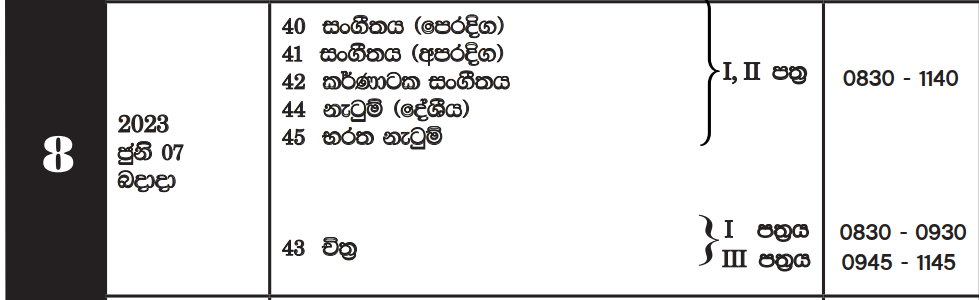 8
2023
ජුනි 07
බදාදා
40 සංගීතය (පෙරදිග)
41 සංගීතය (අපරදිග)
42 කර්ණාටක සංගීතය
44 නැටුම් (දේශීය)
45 භරත නැටුම්
I, II පත්‍ර
0830 - 1140
43 චිත්‍ර
I පත්‍රය 0830 - 0930
III පත්‍රය 0945 - 1145